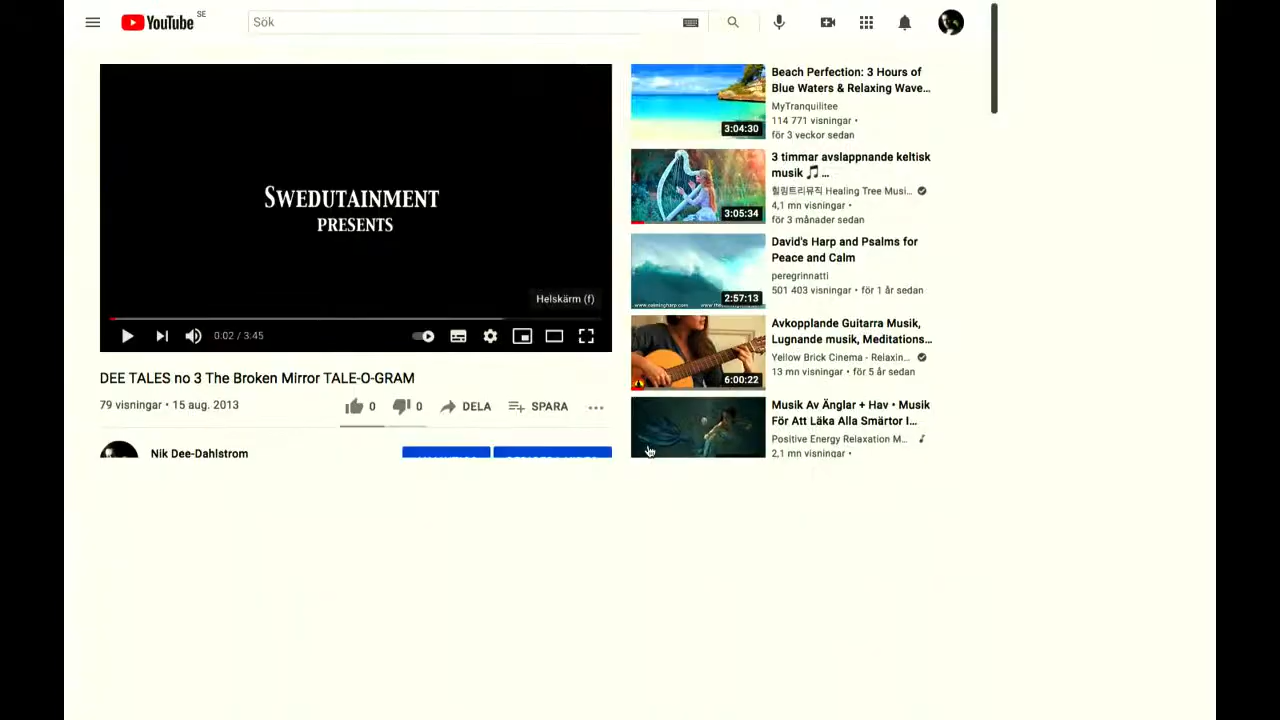 YouTube SE
Sök
SWEDUTAINMENT
PRESENTS
Helskärm (f)
0:02 / 3:45
DEE TALES no 3 The Broken Mirror TALE-O-GRAM
79 visningar • 15 aug. 2013
0 0 DELA SPARA
Nik Dee-Dahlstrom
3:04:30
Beach Perfection: 3 Hours of
Blue Waters & Relaxing Wave...
MyTranquilitee
114 771 visningar •
för 3 veckor sedan
3:05:34
3 timmar avslappnande keltisk
musik 🎵 ...
힐링트리뮤직 Healing Tree Musi...
4,1 mn visningar •
för 3 månader sedan
2:57:13
David's Harp and Psalms for
Peace and Calm
peregrinnatti
501 403 visningar • för 1 år sedan
6:00:22
Avkopplande Guitarra Musik,
Lugnande musik, Meditations...
Yellow Brick Cinema - Relaxin...
13 mn visningar • för 5 år sedan
Musik Av Änglar + Hav • Musik
För Att Läka Alla Smärtor I...
Positive Energy Relaxation M...
2,1 mn visningar •